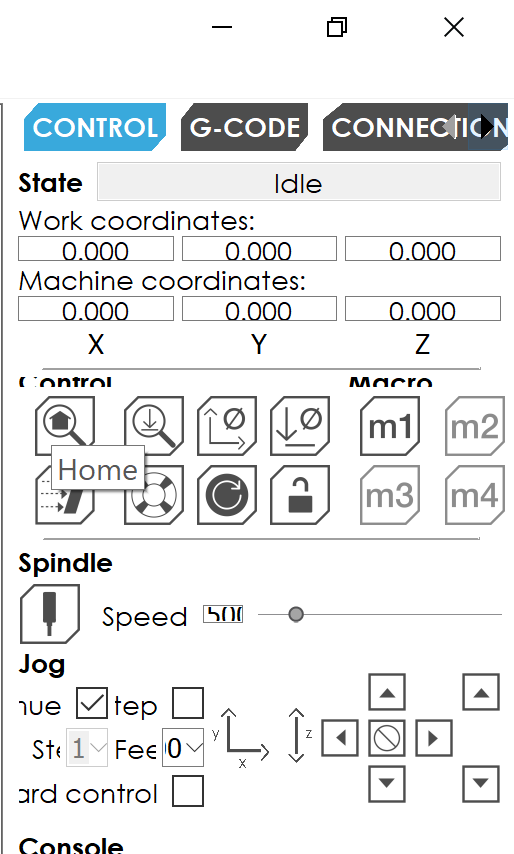 CONTROL G-CODE CONNECTION
State Idle
Work coordinates:
0.000 0.000 0.000
Machine coordinates:
0.000 0.000 0.000
X Y Z
Control Macro
m1 m2
Home
m3 m4
Spindle
Speed 500
Jog
nue tep
y z
x
Ste 1 Fee 0
ard control
Console